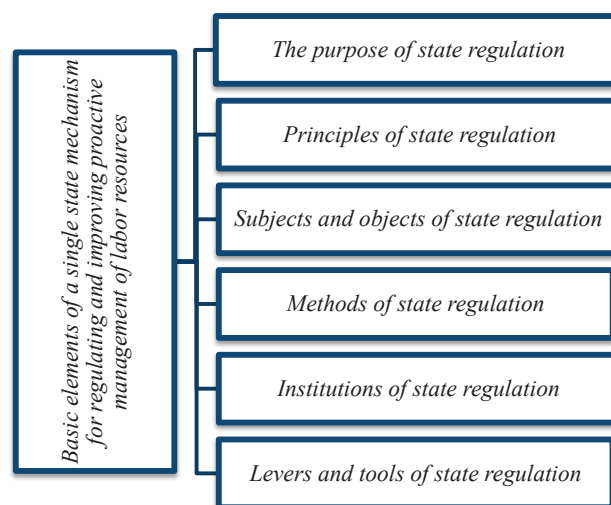 Basic elements of a single state mechanism
for regulating and improving proactive
management of labor resources
The purpose of state regulation
Principles of state regulation
Subjects and objects of state regulation
Methods of state regulation
Institutions of state regulation
Levers and tools of state regulation